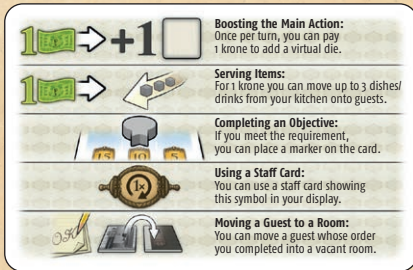 Boosting the Main Action:
Once per turn, you can pay
1 krone to add a virtual die.
1 +1
Serving Items:
For 1 krone you can move up to 3 dishes/
drinks from your kitchen onto guests.
1
Completing an Objective:
If you meet the requirement,
you can place a marker on the card.
15 10 5
Using a Staff Card:
You can use a staff card showing
this symbol in your display.
1x
Moving a Guest to a Room:
You can move a guest whose order
you completed into a vacant room.
OK